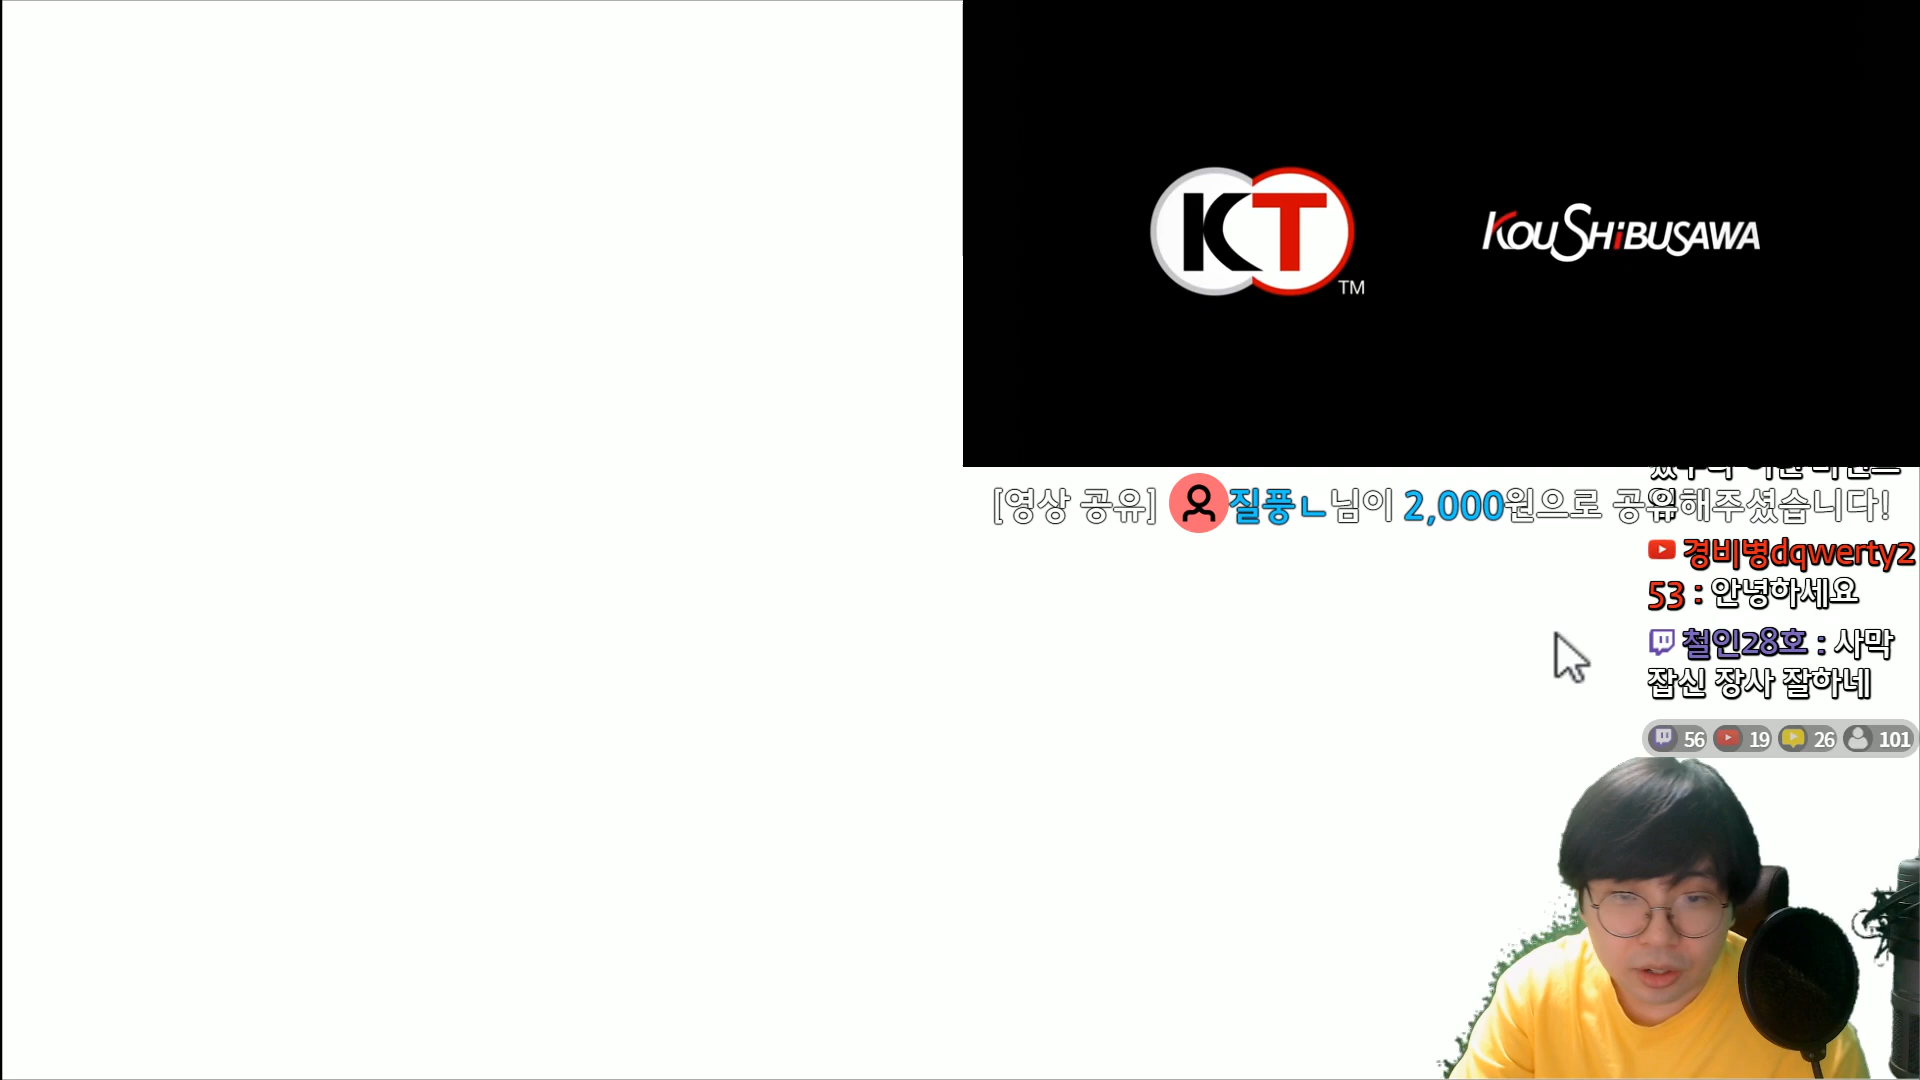 KT
TM
KOUSHiBUSAWA
[영상 공유] 질풍ㄴ님이 2,000원으로 공유해주셨습니다!
경비병dqwerty2
53 : 안녕하세요
철인28호 : 사막
잡신 장사 잘하네
56 19 26 101